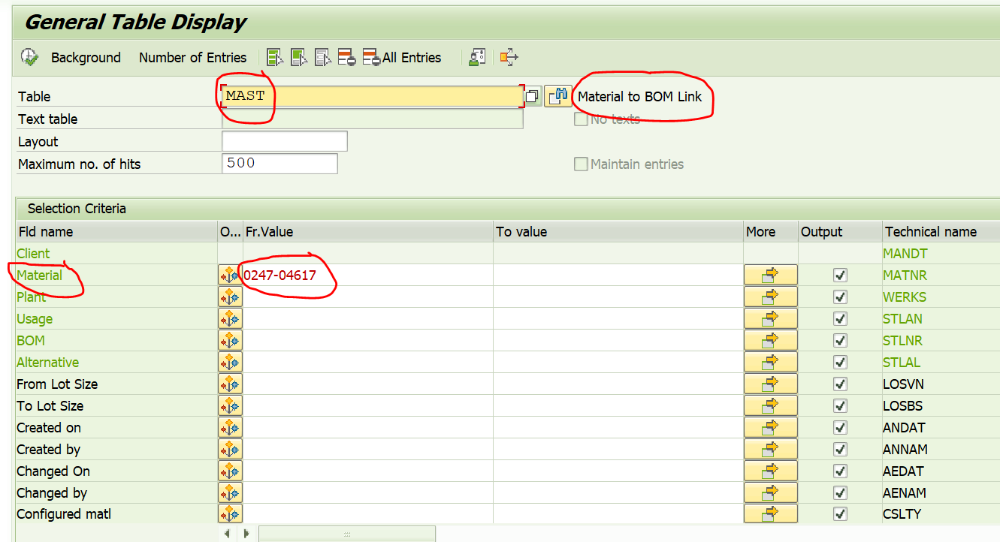 General Table Display
Background Number of Entries All Entries
Table MAST Material to BOM Link
Text table No texts
Layout
Maximum no. of hits 500 Maintain entries
Selection Criteria
Fld name O... Fr.Value To value More Output Technical name
Client MANDT
Material 0247-04617 MATNR
Plant WERKS
Usage STLAN
BOM STLNR
Alternative STLAL
From Lot Size LOSVN
To Lot Size LOSBS
Created on ANDAT
Created by ANNAM
Changed On AEDAT
Changed by AENAM
Configured matl CSLTY